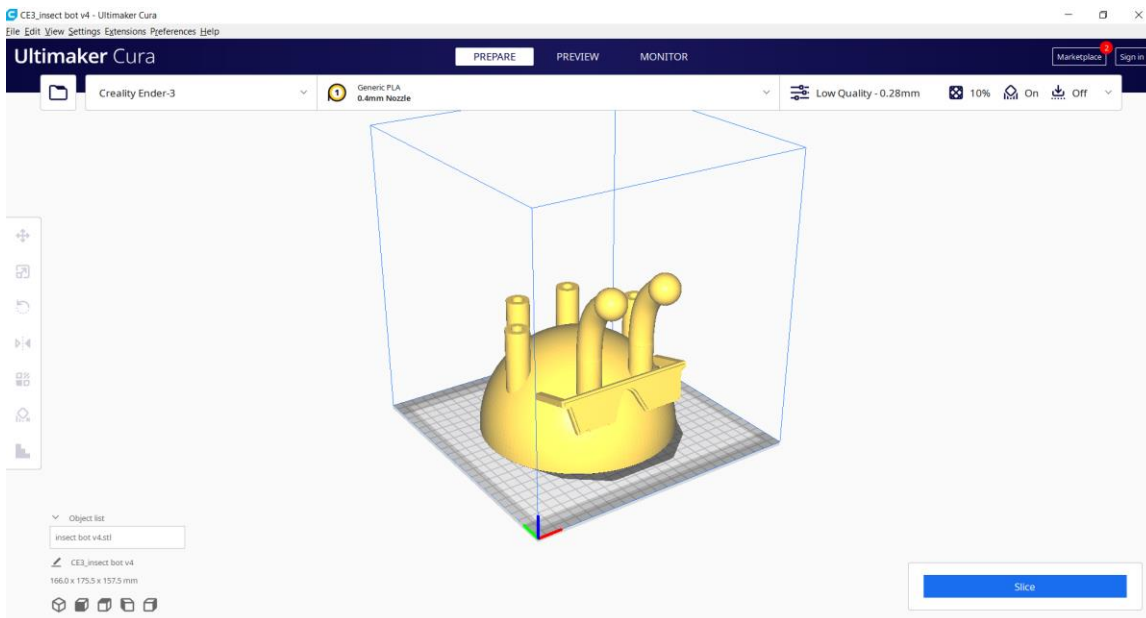 CE3_insect bot v4 - Ultimaker Cura
File Edit View Settings Extensions Preferences Help
Ultimaker Cura
PREPARE PREVIEW MONITOR
2
Marketplace Sign in
Creality Ender-3
1
Generic PLA
0.4mm Nozzle
Low Quality - 0.28mm 10% On Off
Object list
insect bot v4.stl
CE3_insect bot v4
166.0 x 175.5 x 157.5 mm
Slice